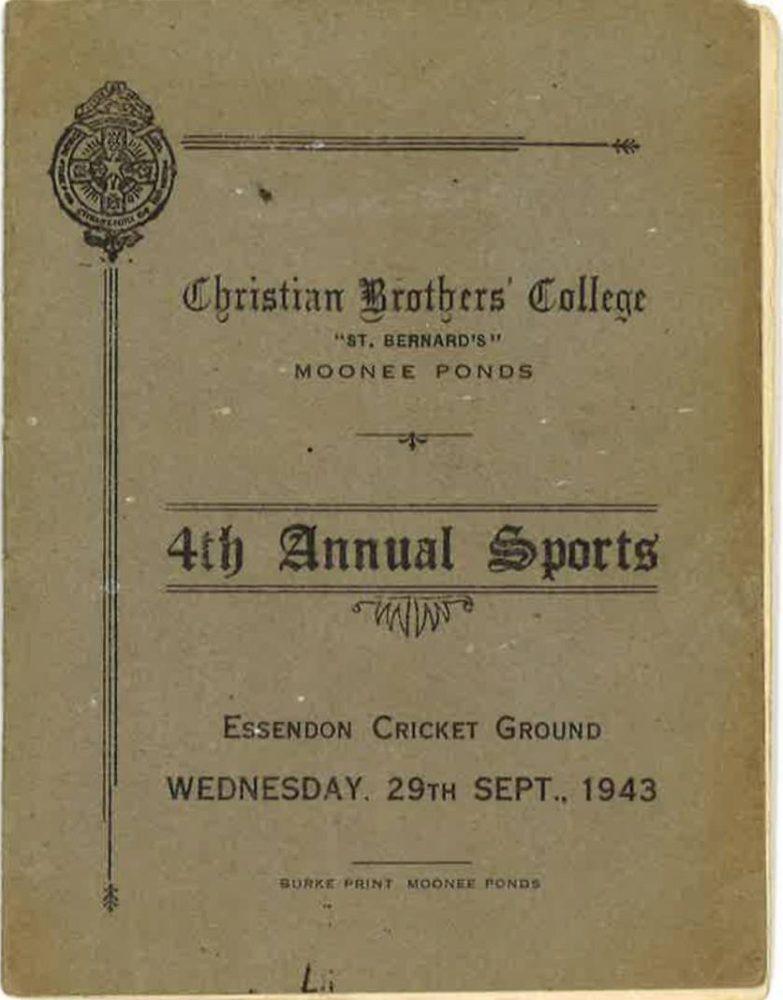 Christian Brothers' College
"ST. BERNARD'S"
MOONEE PONDS
4th Annual Sports
ESSENDON CRICKET GROUND
WEDNESDAY. 29TH SEPT., 1943
BURKE PRINT MOONEE PONDS